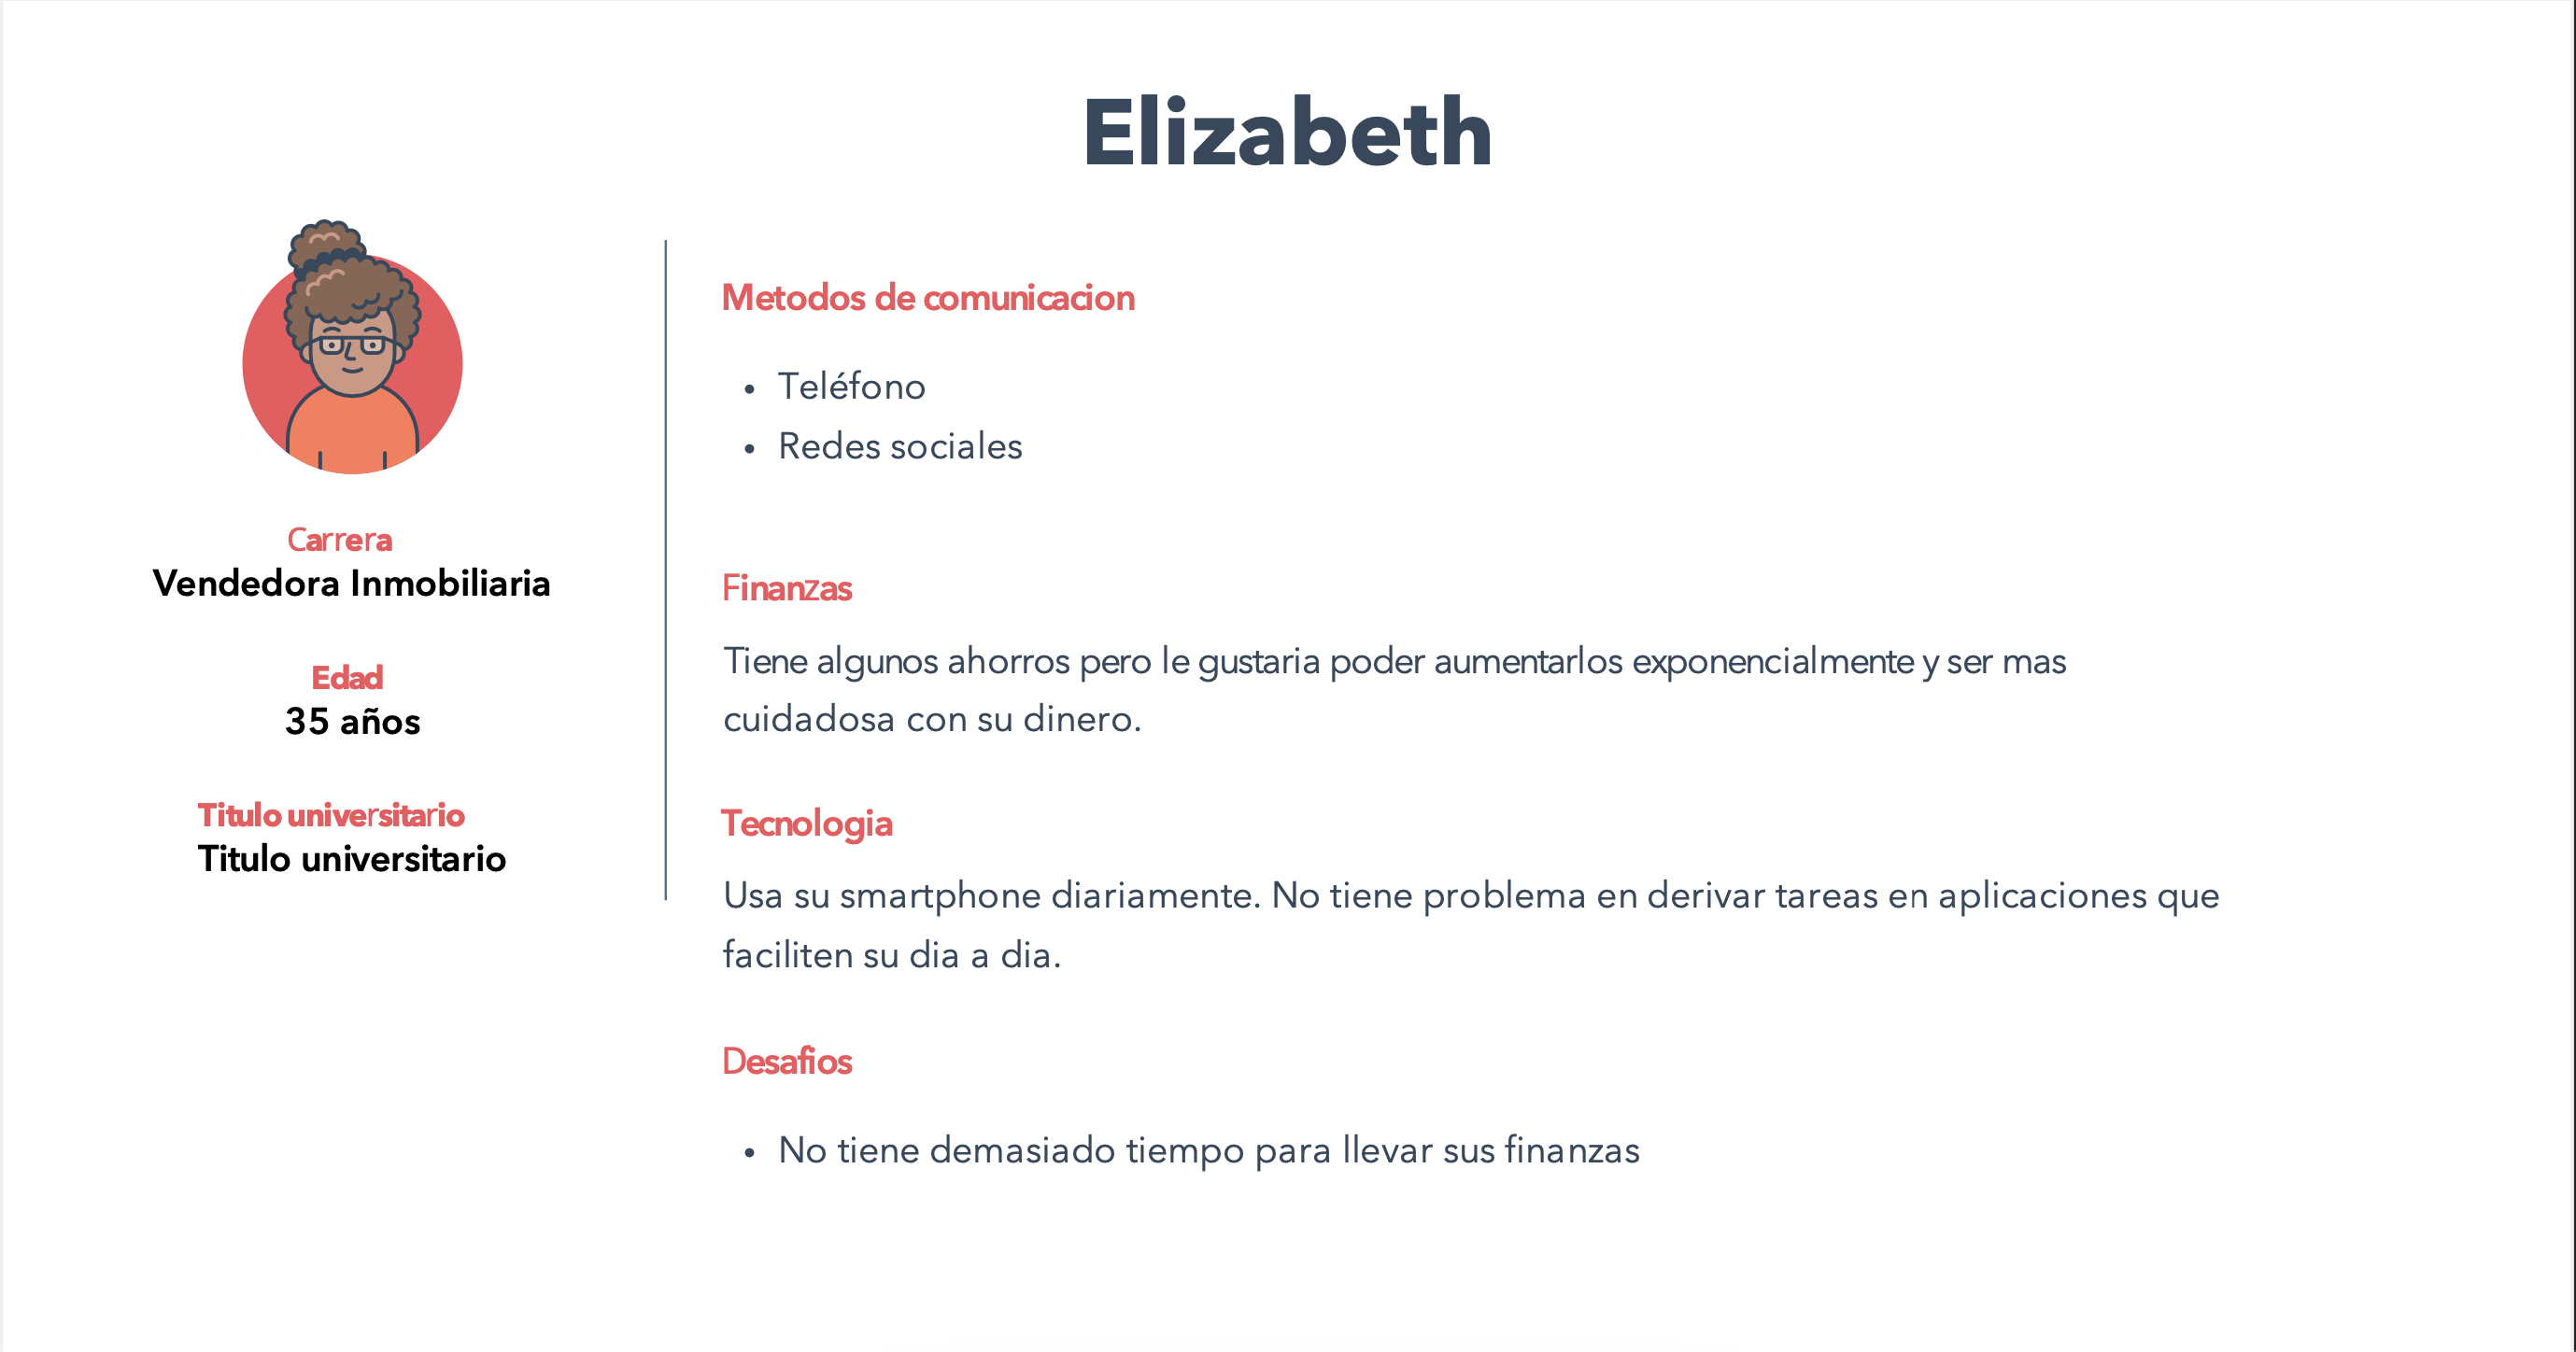 Elizabeth
Carrera
Vendedora Inmobiliaria
Edad
35 años
Titulo universitario
Titulo universitario
Metodos de comunicacion
• Teléfono
• Redes sociales
Finanzas
Tiene algunos ahorros pero le gustaria poder aumentarlos exponencialmente y ser mas
cuidadosa con su dinero.
Tecnologia
Usa su smartphone diariamente. No tiene problema en derivar tareas en aplicaciones que
faciliten su dia a dia.
Desafios
• No tiene demasiado tiempo para llevar sus finanzas